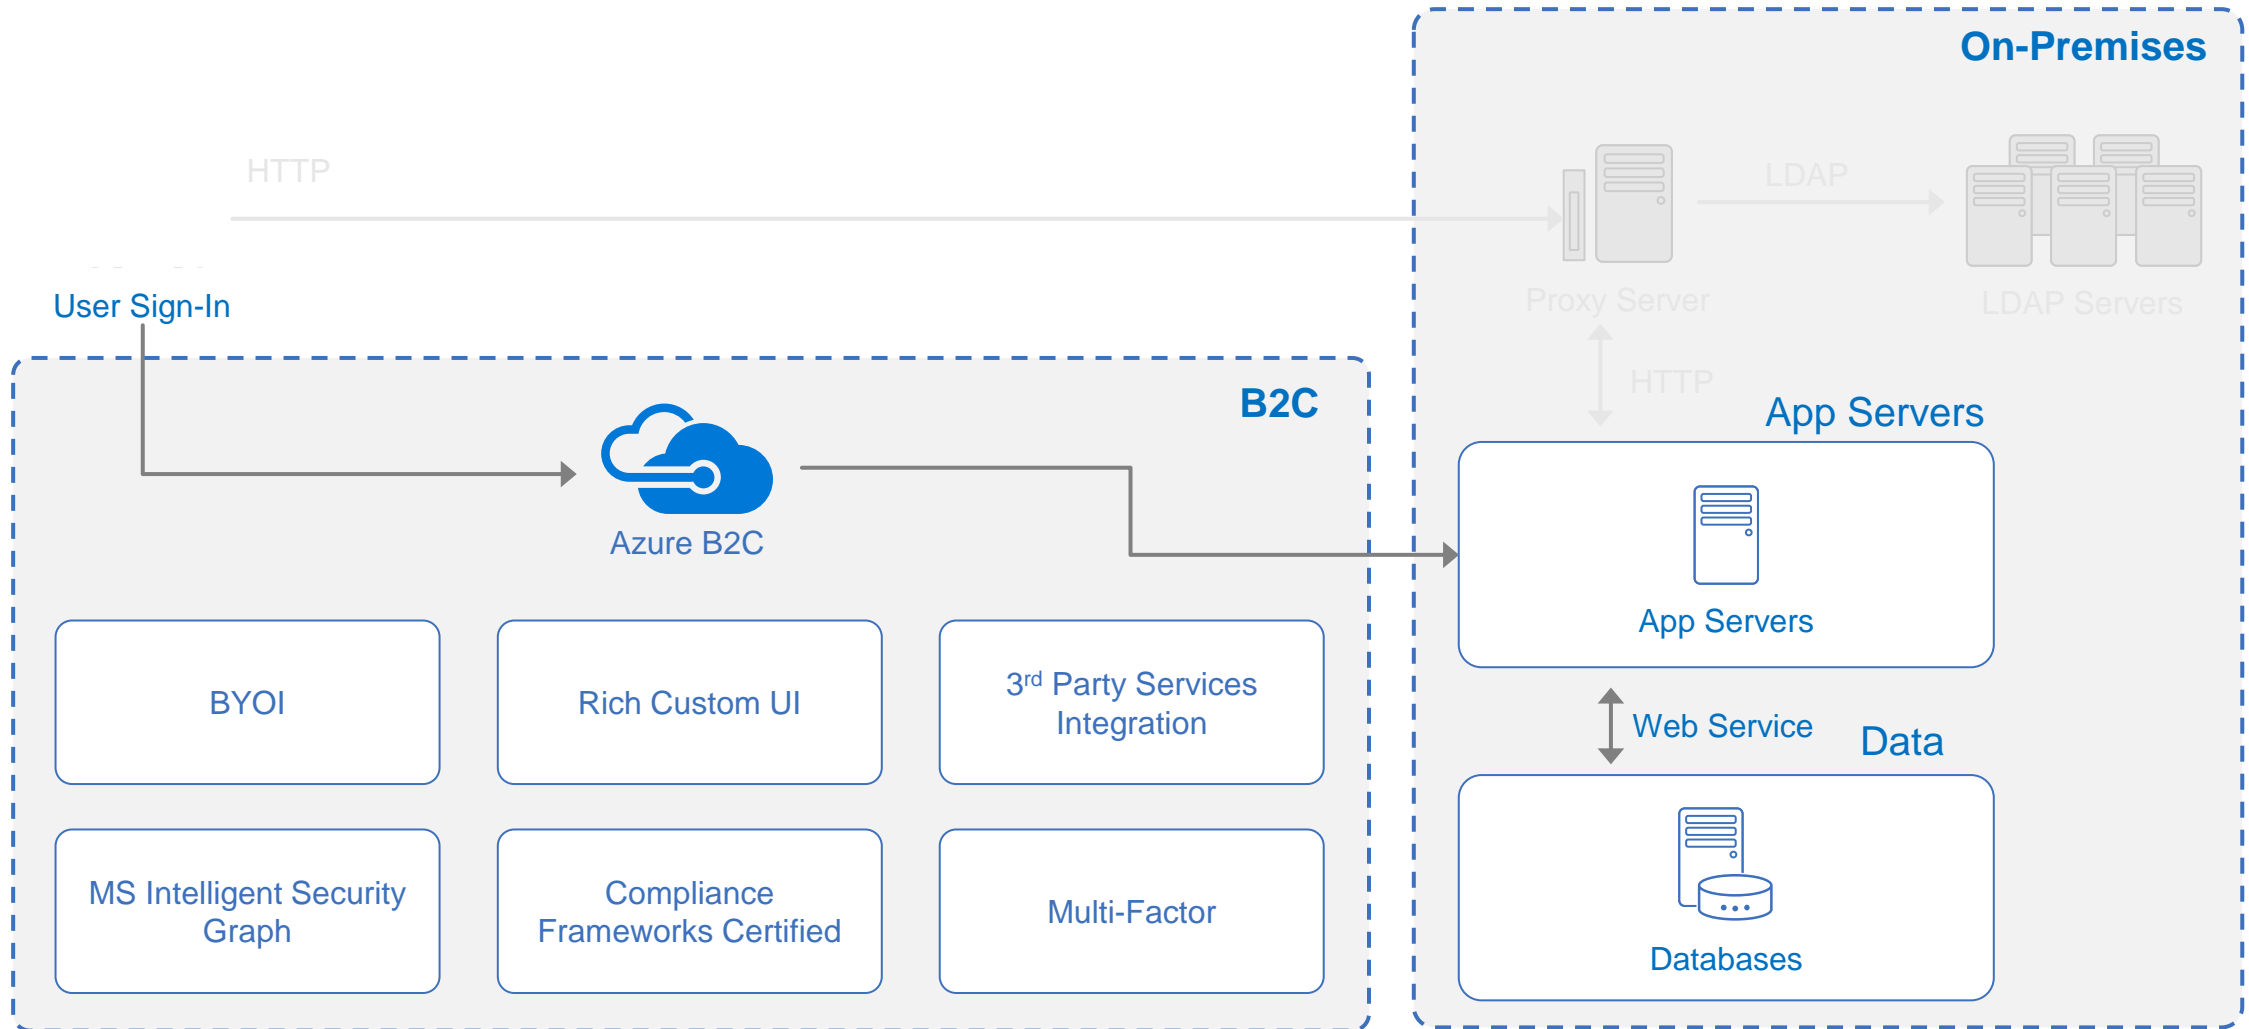 On-Premises
HTTP
LDAP
User Sign-In
Proxy Server
LDAP Servers
HTTP
B2C
App Servers
Azure B2C
App Servers
BYOI
Rich Custom UI
3rd Party Services
Integration
Web Service
Data
MS Intelligent Security
Graph
Compliance
Frameworks Certified
Multi-Factor
Databases